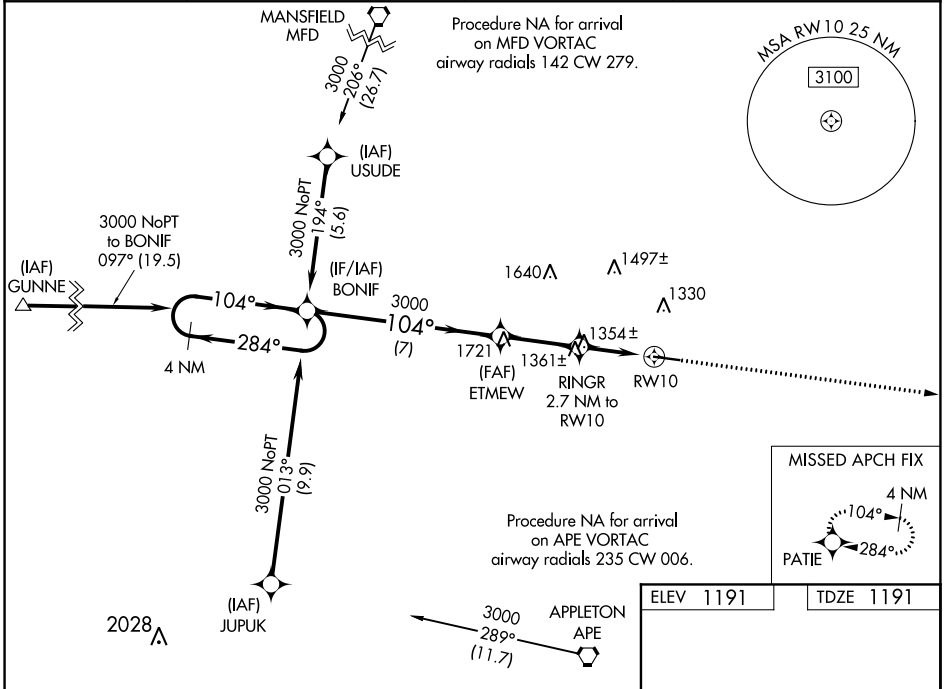 MANSFIELD
MFD
Procedure NA for arrival
on MFD VORTAC
airway radials 142 CW 279.
MSA RW10 25 NM
3100
3000
206°
(26.7)
(IAF)
USUDE
3000 NoPT
194°
(5.6)
3000 NoPT
to BONIF
097° (19.5)
(IAF)
GUNNE
(IF/IAF)
BONIF
104°
284°
4 NM
3000
104°
(7)
1640
1497±
1330
1721
1361±
1354±
(FAF)
ETMEW
RINGR
2.7 NM to
RW10
RW10
3000 NoPT
013°
(9.9)
(IAF)
JUPUK
2028
Procedure NA for arrival
on APE VORTAC
airway radials 235 CW 006.
3000
289°
(11.7)
APPLETON
APE
MISSED APCH FIX
4 NM
104°
284°
PATIE
ELEV 1191
TDZE 1191